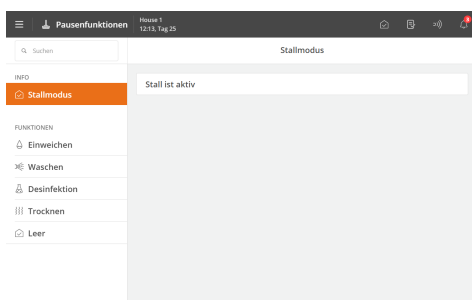 Pausenfunktionen
House 1
12:13, Tag 25
3
Suchen
Stallmodus
INFO
Stallmodus
Stall ist aktiv
FUNKTIONEN
Einweichen
Waschen
Desinfektion
Trocknen
Leer